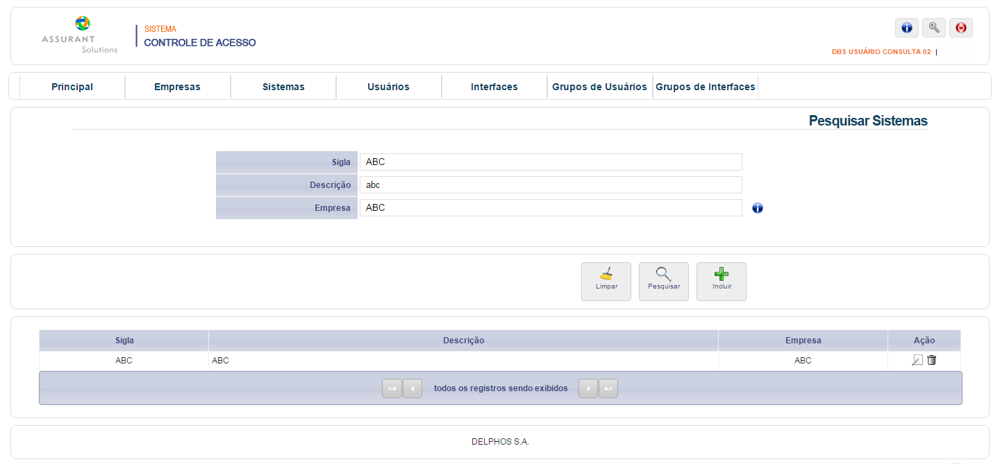 ASSURANT
Solutions
SISTEMA
CONTROLE DE ACESSO
DBS USUÁRIO CONSULTA 02 |
Principal Empresas Sistemas Usuários Interfaces Grupos de Usuários Grupos de Interfaces
Pesquisar Sistemas
Sigla ABC
Descrição abc
Empresa ABC
Limpar Pesquisar Incluir
Sigla Descrição Empresa Ação
ABC ABC ABC
todos os registros sendo exibidos
DELPHOS S.A.